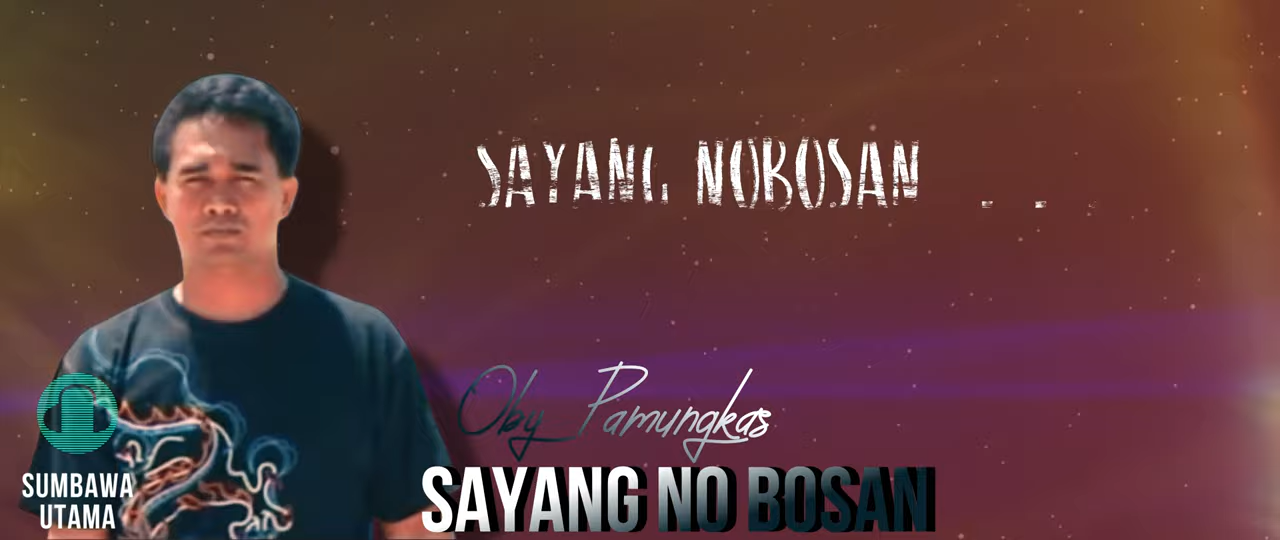 SAYANG NOBOSAN . . .
Oby Pamungkas
SAYANG NO BOSAN
SUMBAWA
UTAMA